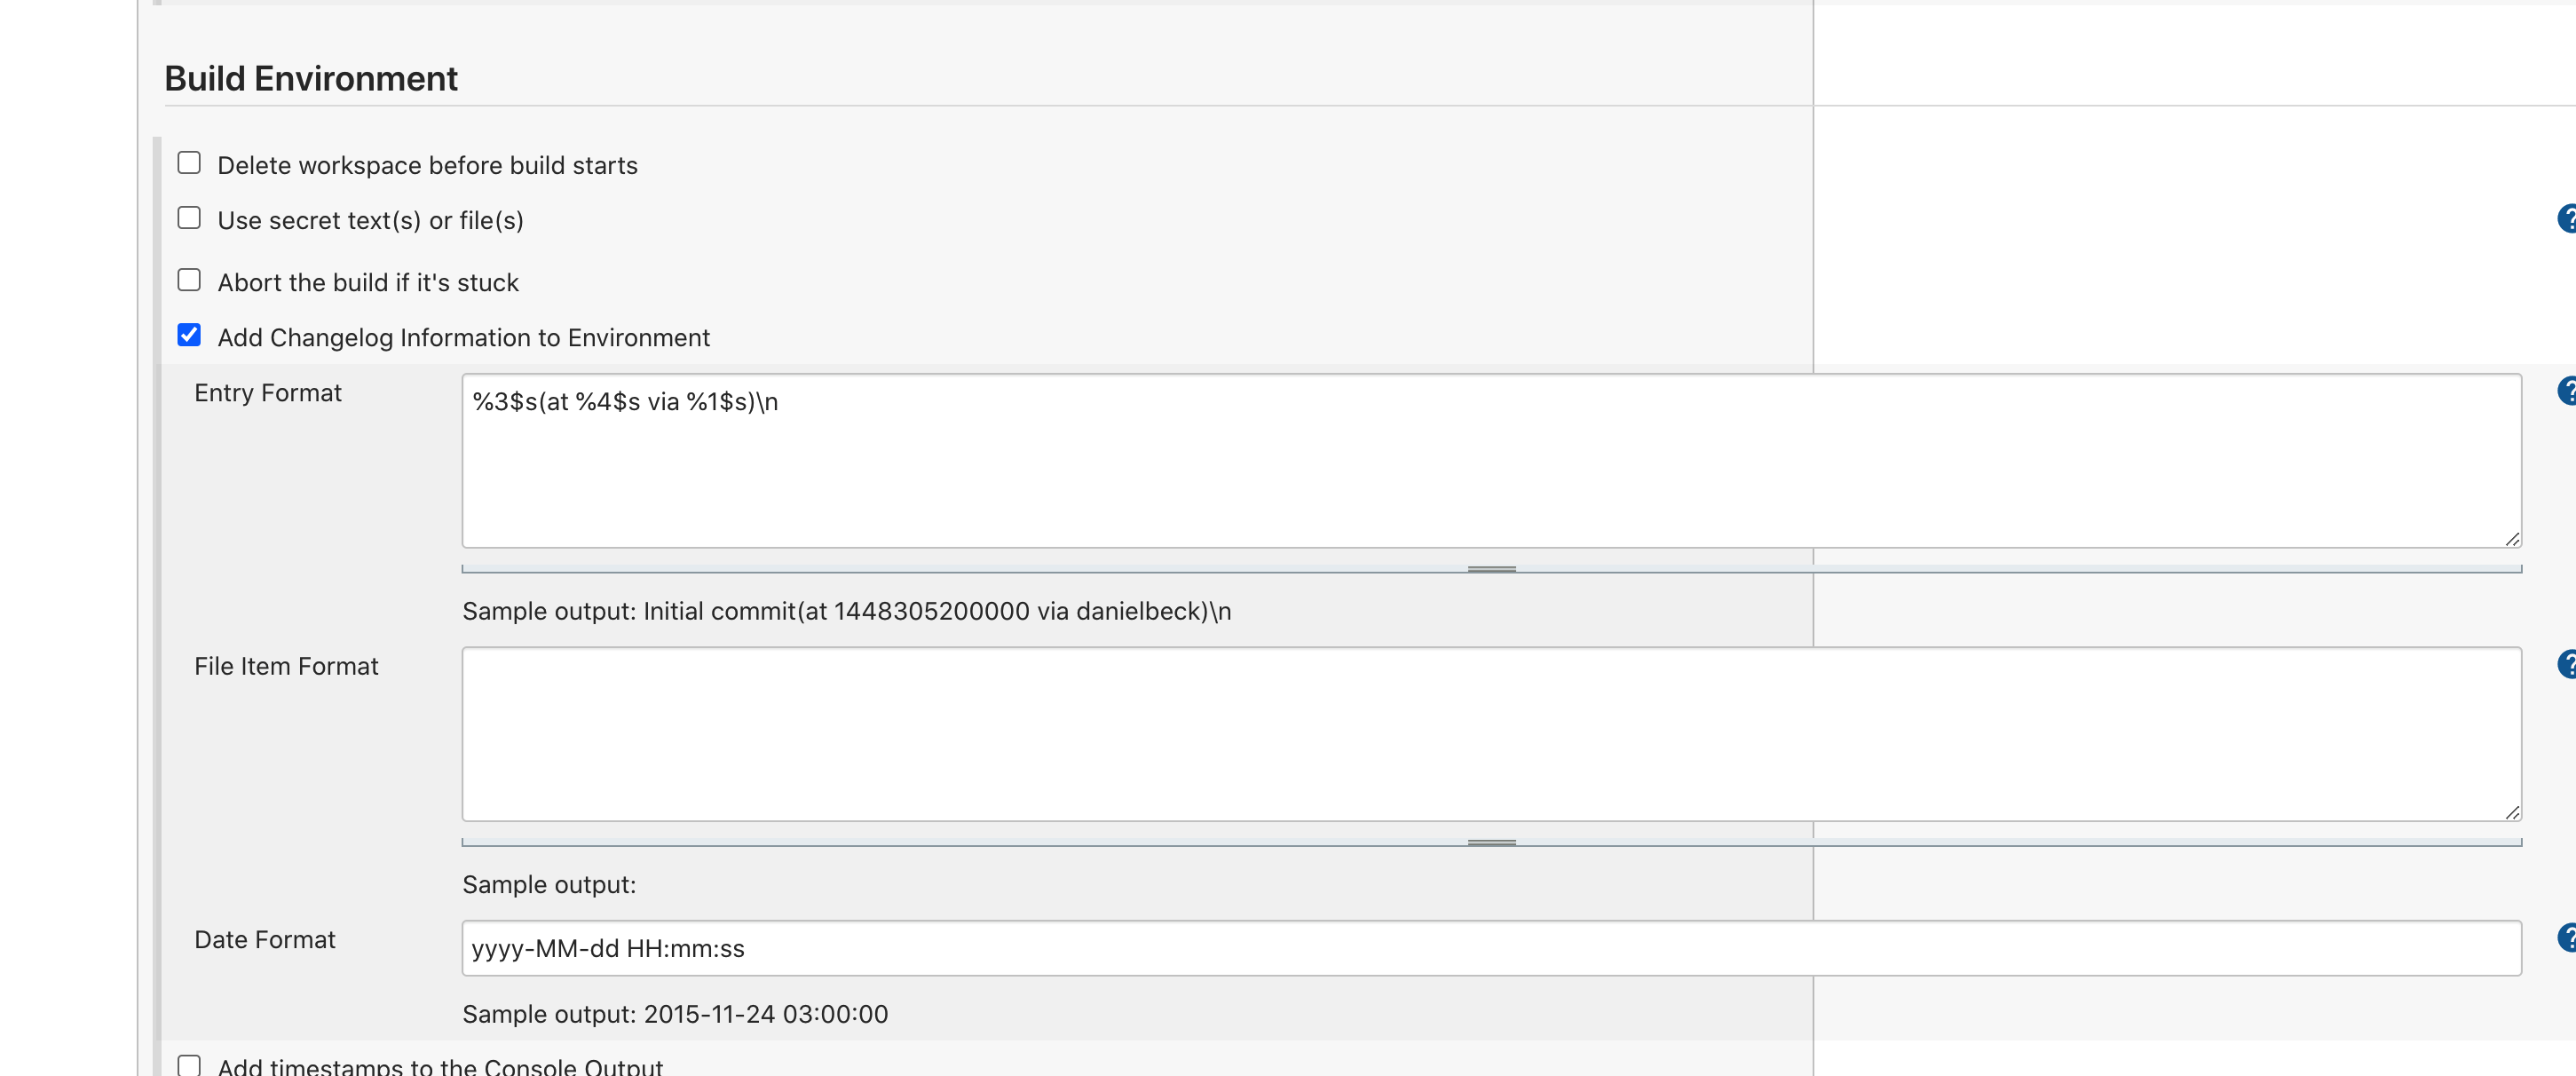 Build Environment
Delete workspace before build starts
Use secret text(s) or file(s)
?
Abort the build if it's stuck
Add Changelog Information to Environment
Entry Format
%3$s(at %4$s via %1$s)\n
?
Sample output: Initial commit(at 1448305200000 via danielbeck)\n
File Item Format
?
Sample output:
Date Format
yyyy-MM-dd HH:mm:ss
?
Sample output: 2015-11-24 03:00:00
Add timestamps to the Console Output